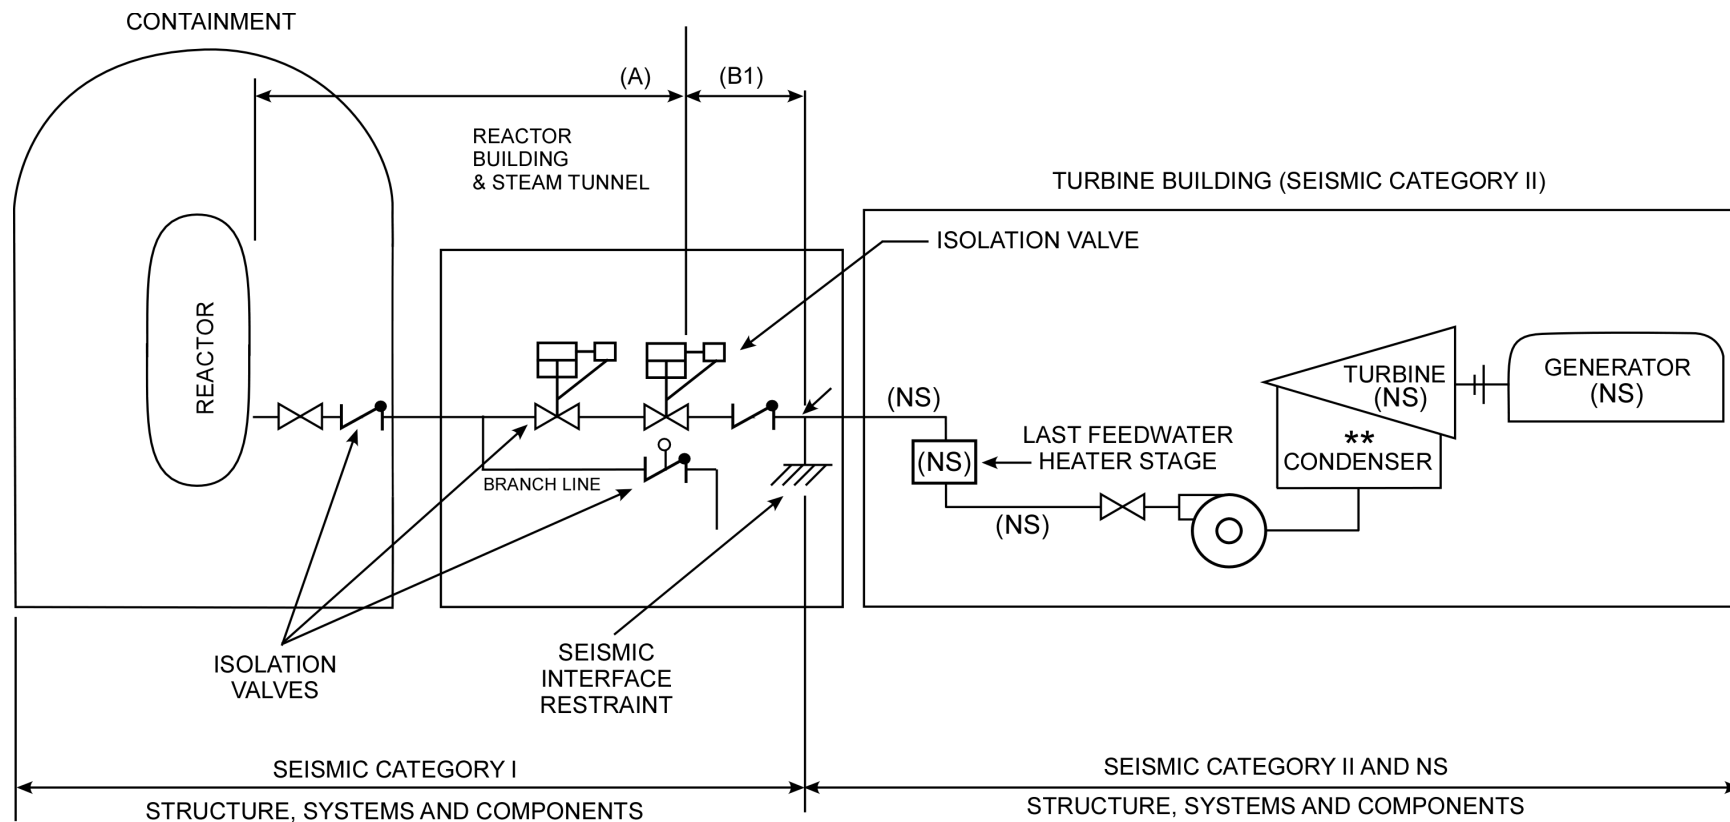 CONTAINMENT
(A)
(B1)
REACTOR
BUILDING
& STEAM TUNNEL
TURBINE BUILDING (SEISMIC CATEGORY II)
ISOLATION VALVE
REACTOR
TURBINE
(NS)
GENERATOR
(NS)
(NS)
LAST FEEDWATER
HEATER STAGE
(NS)
**
CONDENSER
BRANCH LINE
(NS)
ISOLATION
VALVES
SEISMIC
INTERFACE
RESTRAINT
SEISMIC CATEGORY I
STRUCTURE, SYSTEMS AND COMPONENTS
SEISMIC CATEGORY II AND NS
STRUCTURE, SYSTEMS AND COMPONENTS